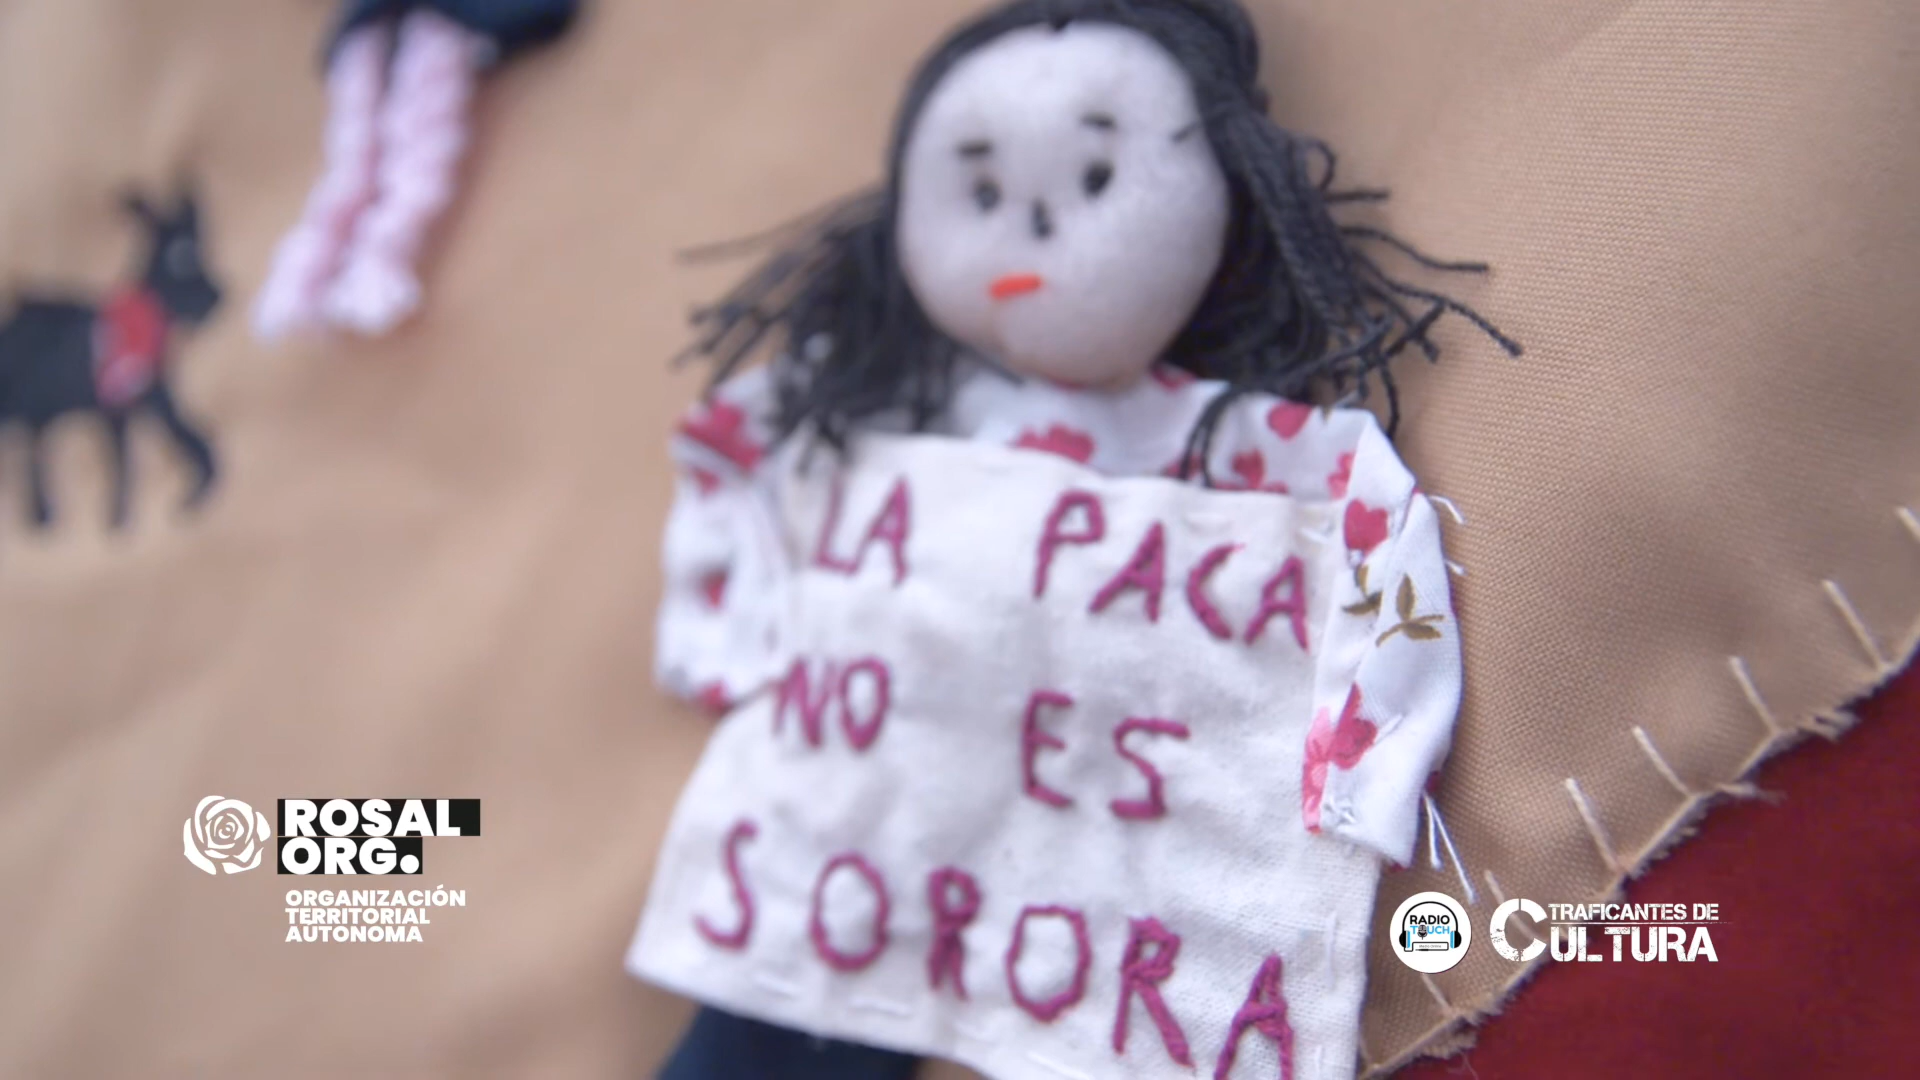 LA PACA
NO ES
SORORA
ROSAL
ORG.
ORGANIZACIÓN
TERRITORIAL
AUTONOMA
RADIO
TOUCH
TRAFICANTES DE
CULTURA